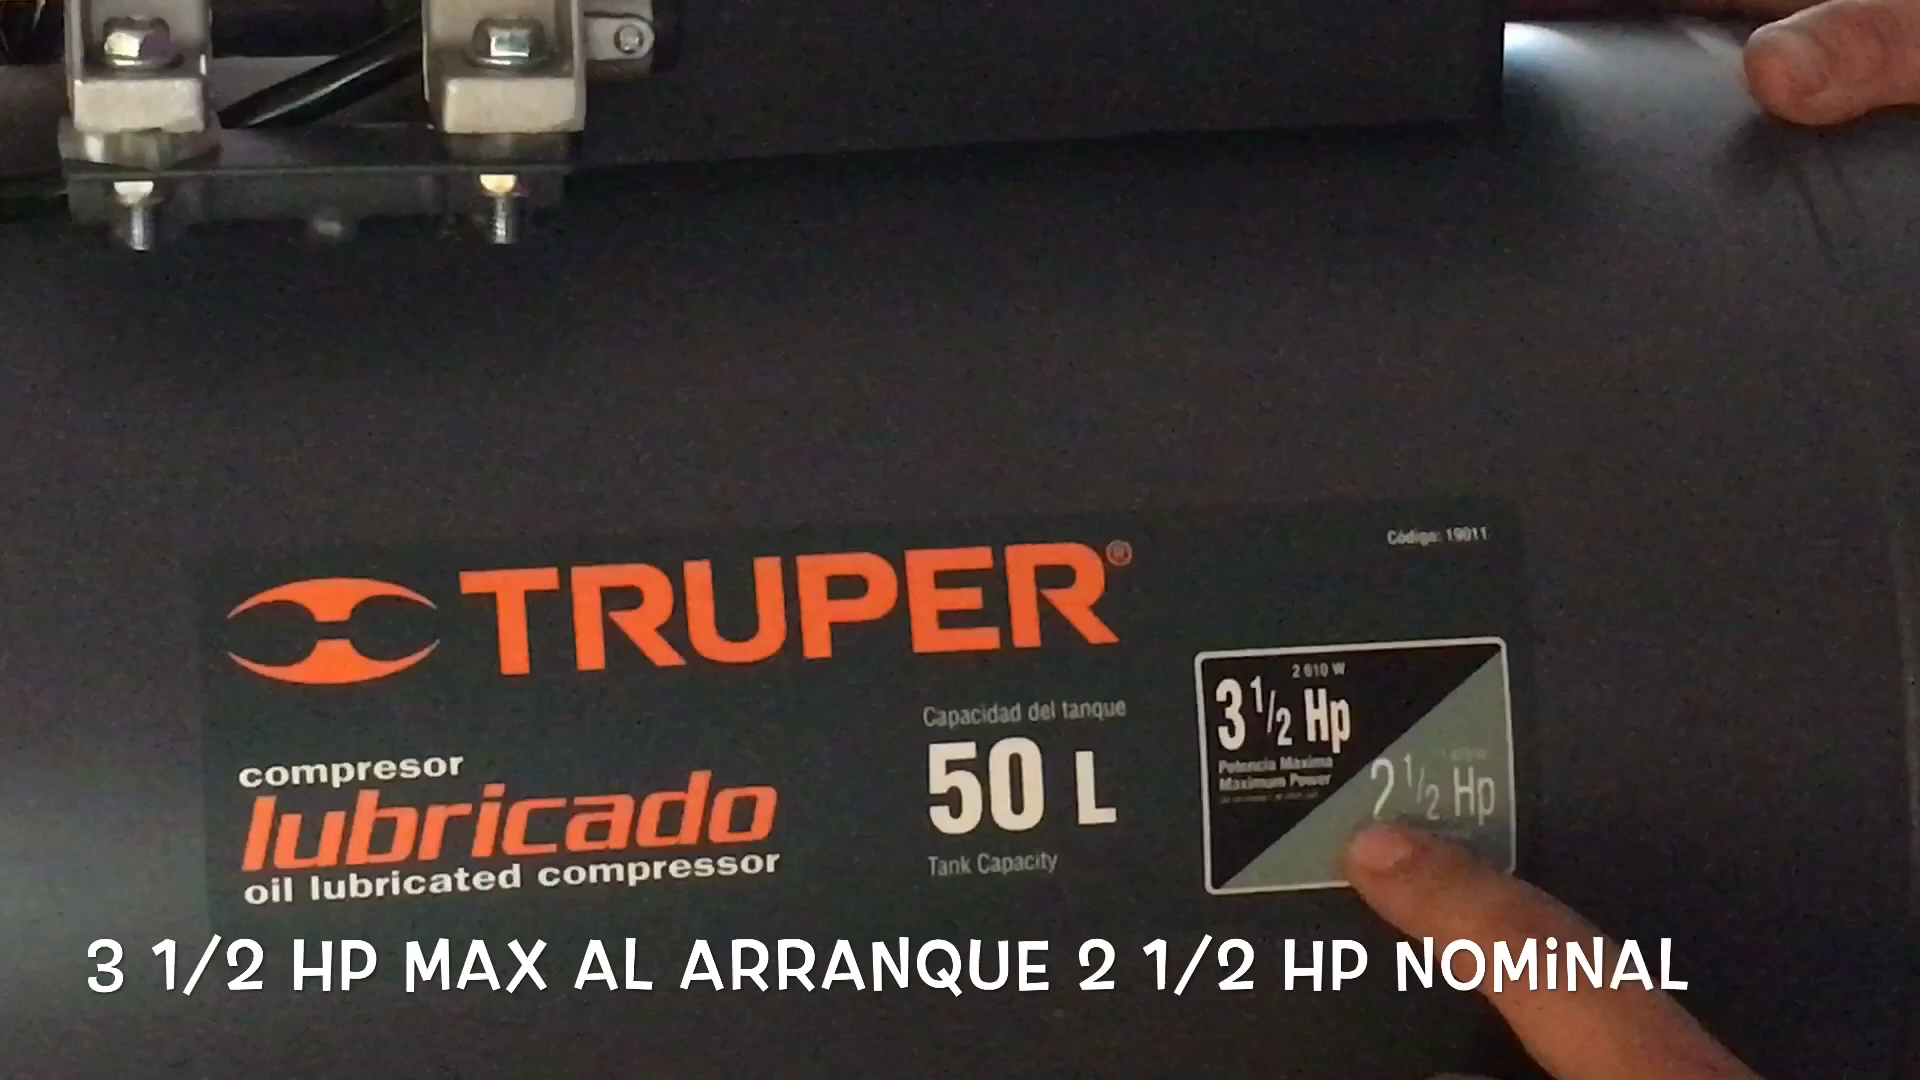 Código: 19011
TRUPER®
compresor
lubricado
oil lubricated compressor
Capacidad del tanque
50 L
Tank Capacity
2 610 W
3 1/2 Hp
Potencia Máxima
Maximum Power
2 1/2 Hp
3 1/2 HP MAX AL ARRANQUE 2 1/2 HP NOMiNAL